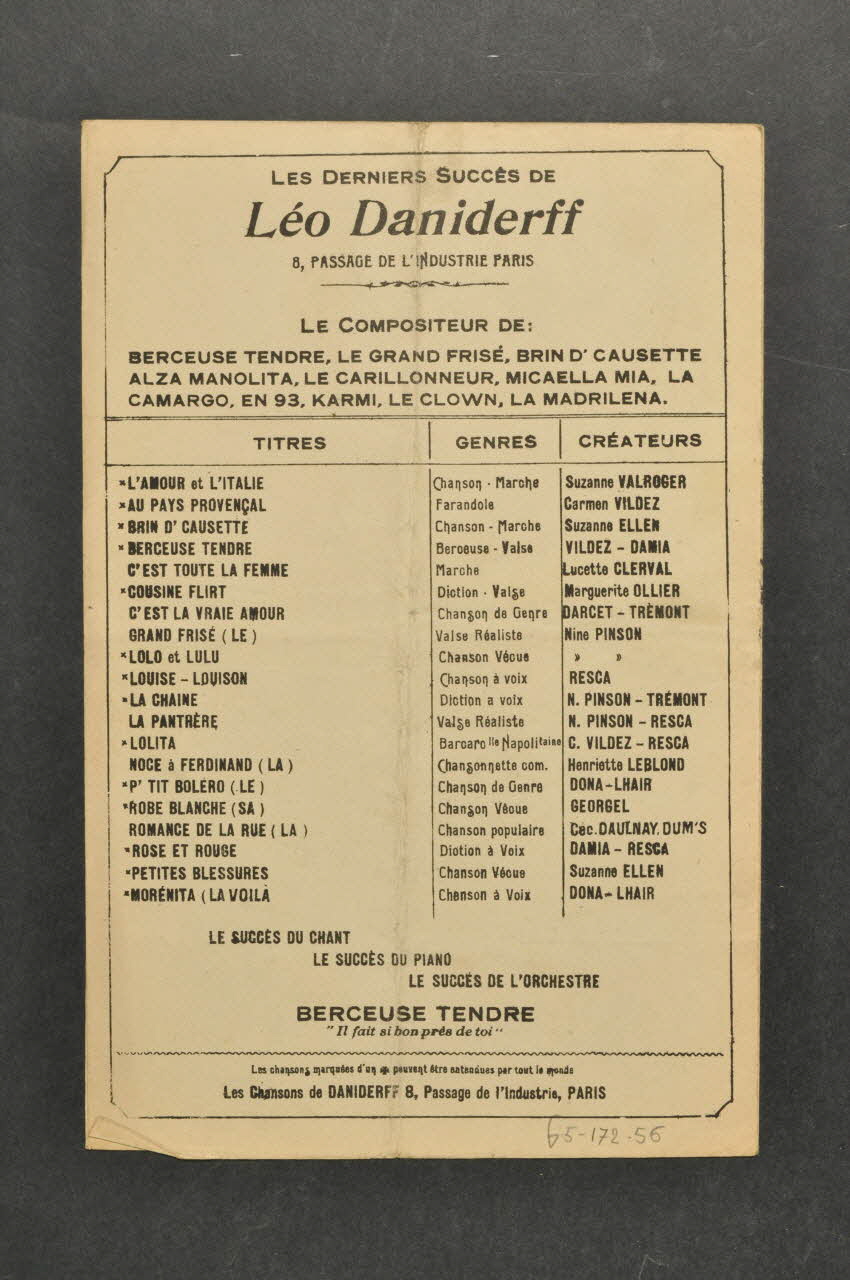 LES DERNIERS SUCCÈS DE
Léo Daniderff
8, PASSAGE DE L'INDUSTRIE PARIS
LE COMPOSITEUR DE:
BERCEUSE TENDRE, LE GRAND FRISÉ, BRIN D' CAUSETTE
ALZA MANOLITA, LE CARILLONNEUR, MICAELLA MIA, LA
CAMARGO, EN 93, KARMI, LE CLOWN, LA MADRILENA.
TITRES GENRES CRÉATEURS
*L'AMOUR et L'ITALIE Chanson - Marche Suzanne VALROGER
*AU PAYS PROVENÇAL Farandole Carmen VILDEZ
*BRIN D' CAUSETTE Chanson - Marche Suzanne ELLEN
*BERCEUSE TENDRE Berceuse - Valse VILDEZ - DAMIA
C'EST TOUTE LA FEMME Marche Lucette CLERVAL
*COUSINE FLIRT Diction - Valse Marguerite OLLIER
C'EST LA VRAIE AMOUR Chanson de Genre DARCET - TRÉMONT
GRAND FRISÉ (LE) Valse Réaliste Nine PINSON
*LOLO et LULU Chanson Vécue » »
*LOUISE - LOUISON Chanson à voix RESCA
*LA CHAINE Diction a voix N. PINSON - TRÉMONT
LA PANTRÈRE Valse Réaliste N. PINSON - RESCA
*LOLITA Barcarolle Napolitaine C. VILDEZ - RESCA
NOCE à FERDINAND (LA) Chansonnette com. Henriette LEBLOND
*P' TIT BOLÉRO (LE) Chanson de Genre DONA-LHAIR
*ROBE BLANCHE (SA) Chanson Vécue GEORGEL
ROMANCE DE LA RUE (LA) Chanson populaire Cec. DAULNAY. DUM'S
*ROSE ET ROUGE Diction à Voix DAMIA - RESCA
*PETITES BLESSURES Chanson Vécue Suzanne ELLEN
*MORÉNITA (LA VOILÀ Chanson à Voix DONA - LHAIR
LE SUCCÈS DU CHANT
LE SUCCÈS DU PIANO
LE SUCCÈS DE L'ORCHESTRE
BERCEUSE TENDRE
"Il fait si bon près de toi"
Les chansons marquées d'un * peuvent être entendues par tout le monde
Les Chansons de DANIDERFF 8, Passage de l'Industrie, PARIS
65-172-56